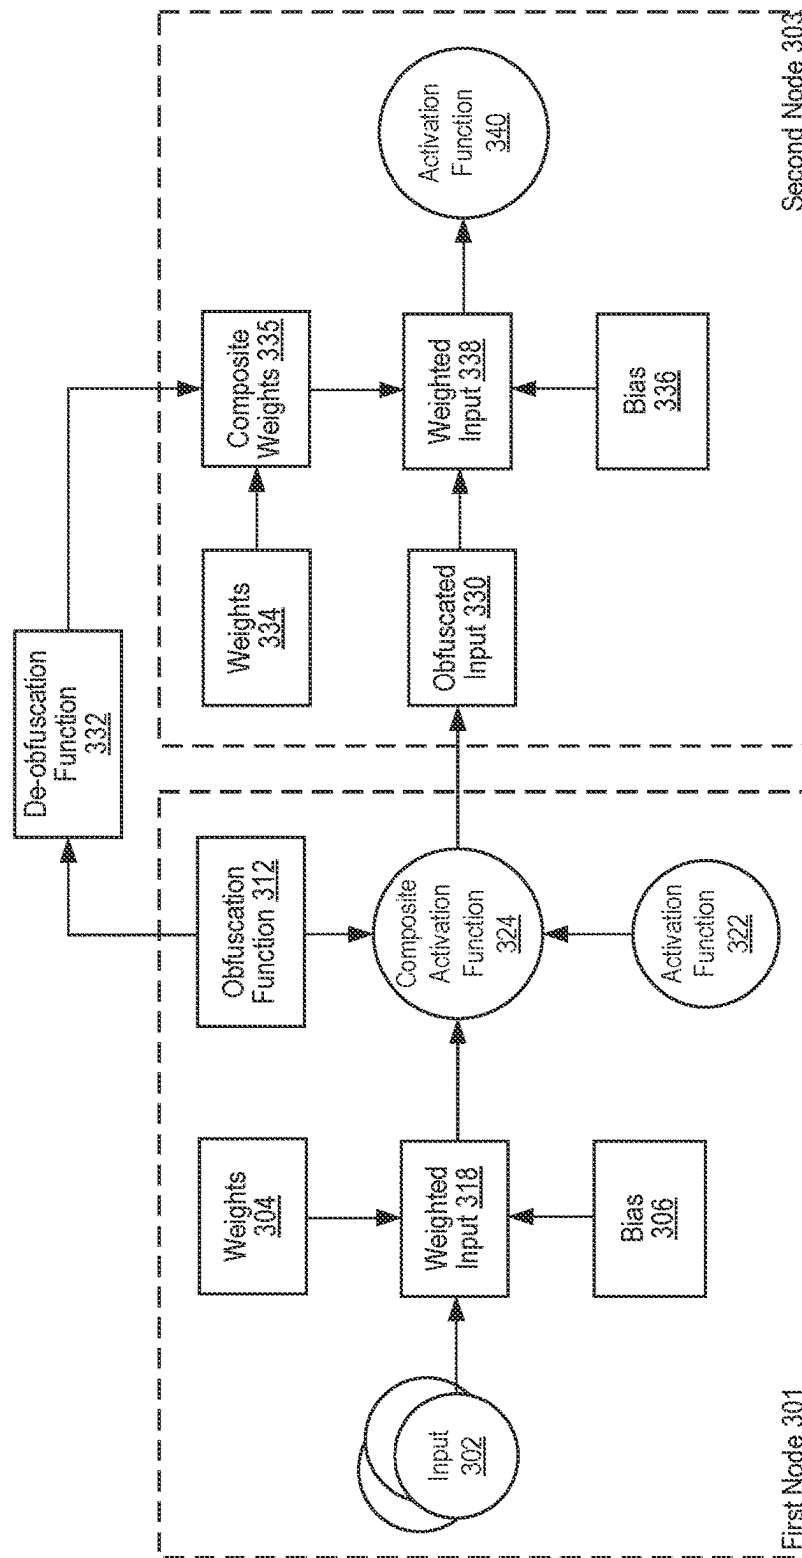 De-obfuscation
Function
332
Weights
304
Obfuscation
Function 312
Weights
334
Composite
Weights 335
Input
302
Weighted
Input 318
Composite
Activation
Function
324
Obfuscated
Input 330
Weighted
Input 338
Activation
Function
340
Bias
306
Activation
Function
322
Bias
336
First Node 301
Second Node 303